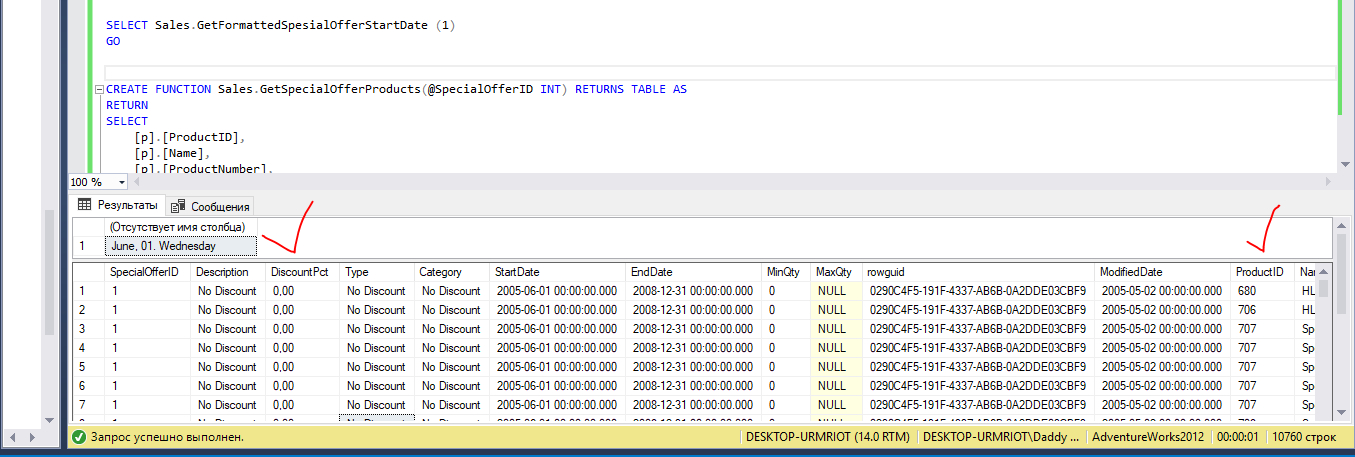 SELECT Sales.GetFormattedSpesialOfferStartDate (1)
GO
CREATE FUNCTION Sales.GetSpecialOfferProducts(@SpecialOfferID INT) RETURNS TABLE AS
RETURN
SELECT
[p].[ProductID],
[p].[Name],
[p].[ProductNumber],
100 %
Результаты Сообщения
(Отсутствует имя столбца)
1 June, 01. Wednesday
SpecialOfferID Description DiscountPct Type Category StartDate EndDate MinQty MaxQty rowguid ModifiedDate ProductID Nar
1 1 No Discount 0,00 No Discount No Discount 2005-06-01 00:00:00.000 2008-12-31 00:00:00.000 0 NULL 0290C4F5-191F-4337-AB6B-0A2DDE03CBF9 2005-05-02 00:00:00.000 680 HL
2 1 No Discount 0,00 No Discount No Discount 2005-06-01 00:00:00.000 2008-12-31 00:00:00.000 0 NULL 0290C4F5-191F-4337-AB6B-0A2DDE03CBF9 2005-05-02 00:00:00.000 706 HL
3 1 No Discount 0,00 No Discount No Discount 2005-06-01 00:00:00.000 2008-12-31 00:00:00.000 0 NULL 0290C4F5-191F-4337-AB6B-0A2DDE03CBF9 2005-05-02 00:00:00.000 707 Sp
4 1 No Discount 0,00 No Discount No Discount 2005-06-01 00:00:00.000 2008-12-31 00:00:00.000 0 NULL 0290C4F5-191F-4337-AB6B-0A2DDE03CBF9 2005-05-02 00:00:00.000 707 Sp
5 1 No Discount 0,00 No Discount No Discount 2005-06-01 00:00:00.000 2008-12-31 00:00:00.000 0 NULL 0290C4F5-191F-4337-AB6B-0A2DDE03CBF9 2005-05-02 00:00:00.000 707 Sp
6 1 No Discount 0,00 No Discount No Discount 2005-06-01 00:00:00.000 2008-12-31 00:00:00.000 0 NULL 0290C4F5-191F-4337-AB6B-0A2DDE03CBF9 2005-05-02 00:00:00.000 707 Sp
7 1 No Discount 0,00 No Discount No Discount 2005-06-01 00:00:00.000 2008-12-31 00:00:00.000 0 NULL 0290C4F5-191F-4337-AB6B-0A2DDE03CBF9 2005-05-02 00:00:00.000 707 Sp
Запрос успешно выполнен. DESKTOP-URMRIOT (14.0 RTM) DESKTOP-URMRIOT\Daddy ... AdventureWorks2012 00:00:01 10760 строк